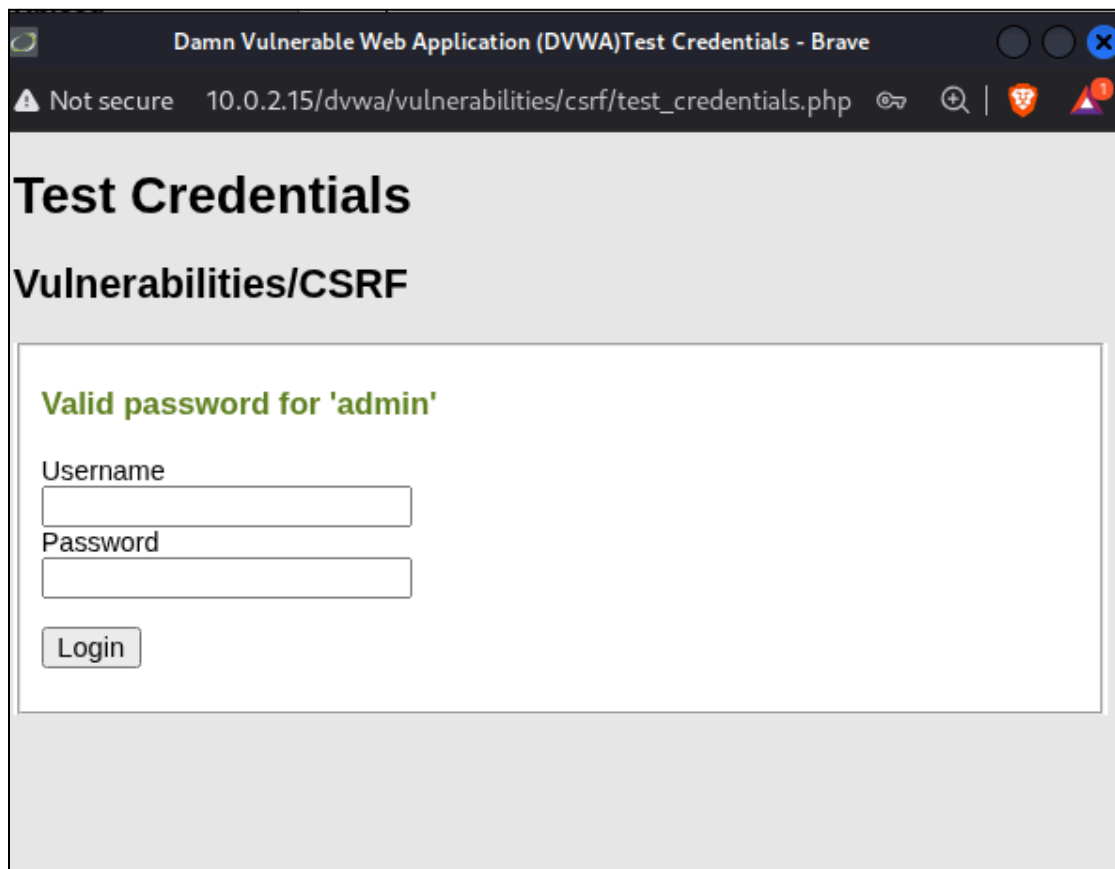 Damn Vulnerable Web Application (DVWA)Test Credentials - Brave
Not secure 10.0.2.15/dvwa/vulnerabilities/csrf/test_credentials.php 1
Test Credentials
Vulnerabilities/CSRF
Valid password for 'admin'
Username
Password
Login